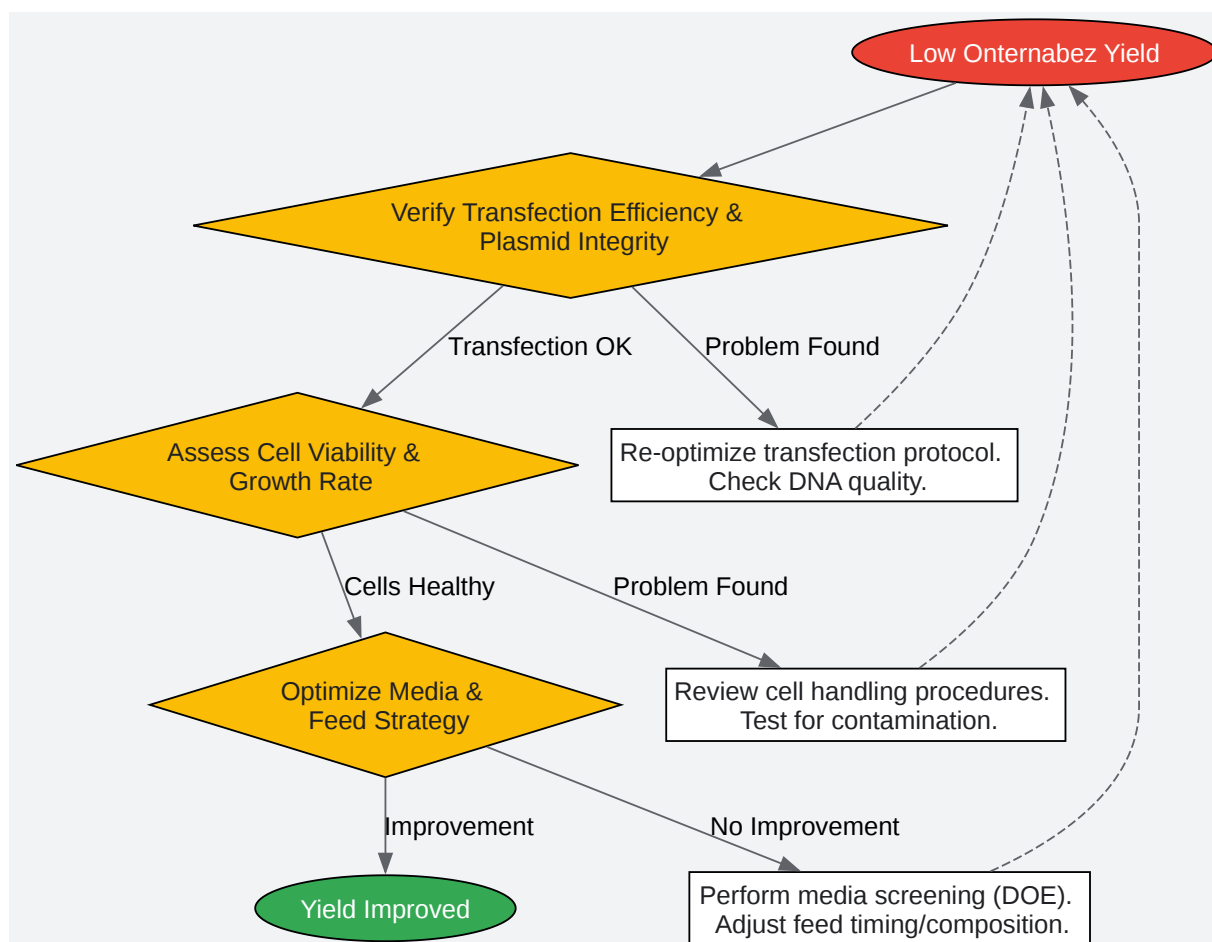 Low Onternabez Yield
Verify Transfection Efficiency &
Plasmid Integrity
Transfection OK
Problem Found
Assess Cell Viability &
Growth Rate
Re-optimize transfection protocol.
Check DNA quality.
Cells Healthy
Problem Found
Optimize Media &
Feed Strategy
Review cell handling procedures.
Test for contamination.
Improvement
No Improvement
Yield Improved
Perform media screening (DOE).
Adjust feed timing/composition.